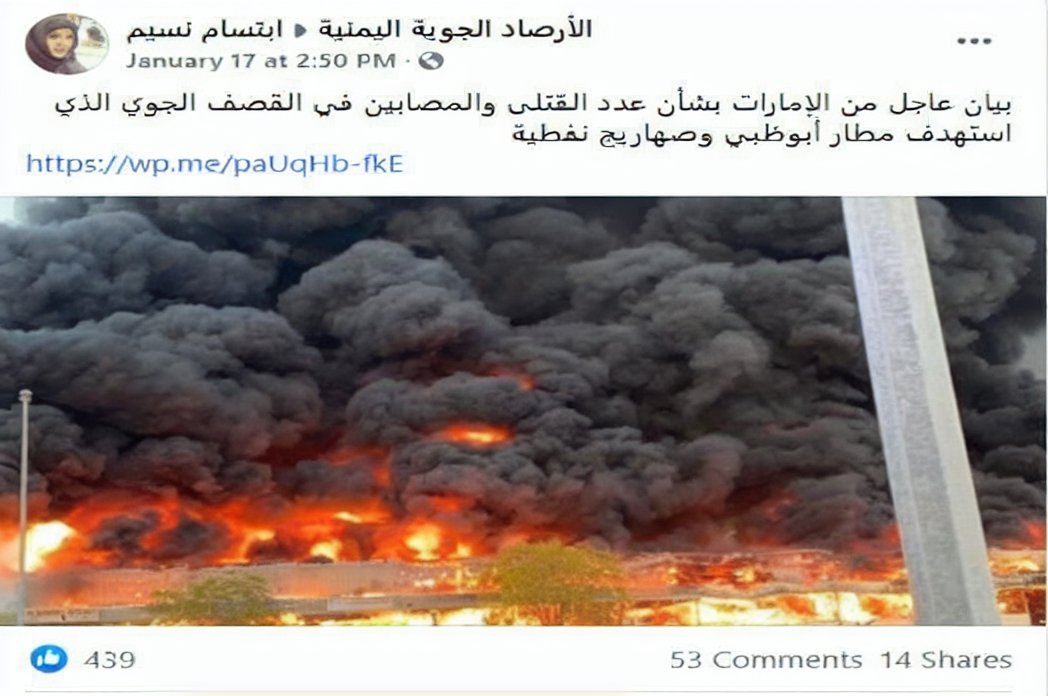 ابتسام نسيم ◂ الأرصاد الجوية اليمنية
January 17 at 2:50 PM ·
بيان عاجل من الإمارات بشأن عدد القتلى والمصابين في القصف الجوي الذي
استهدف مطار أبوظبي وصهاريج نفطية
https://wp.me/paUqHb-fkE
439
53 Comments 14 Shares